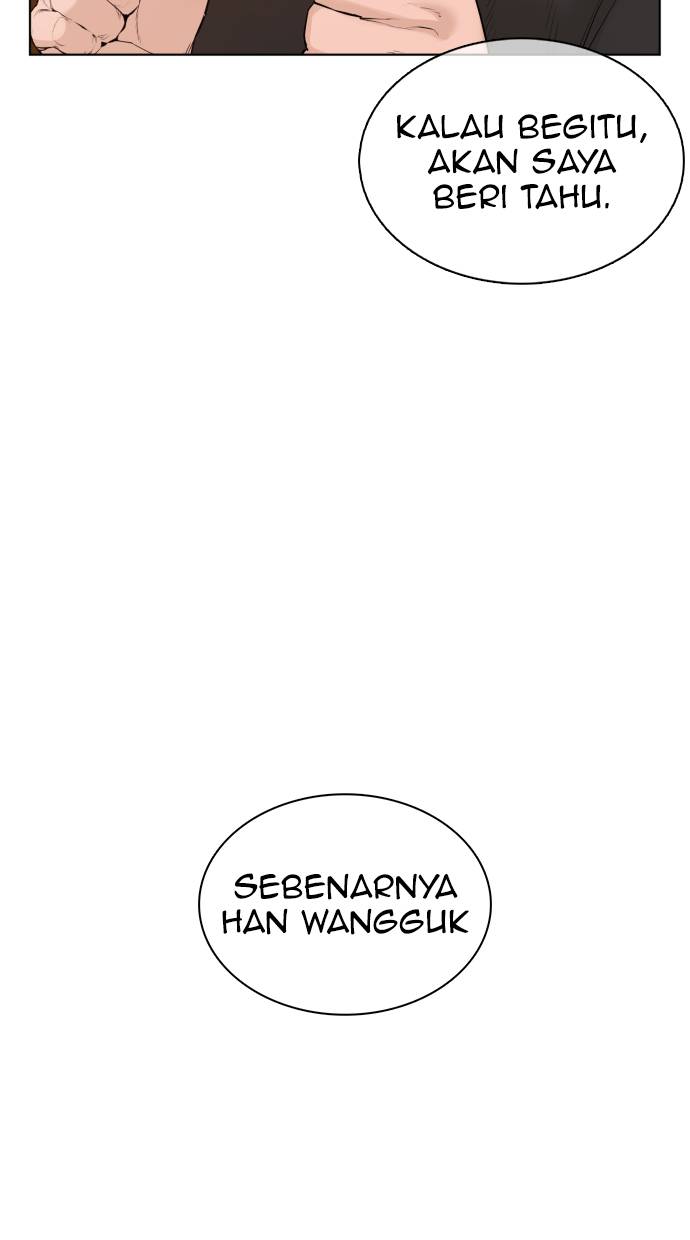 KALAU BEGITU,
AKAN SAYA
BERI TAHU.
SEBENARNYA
HAN WANGGUK